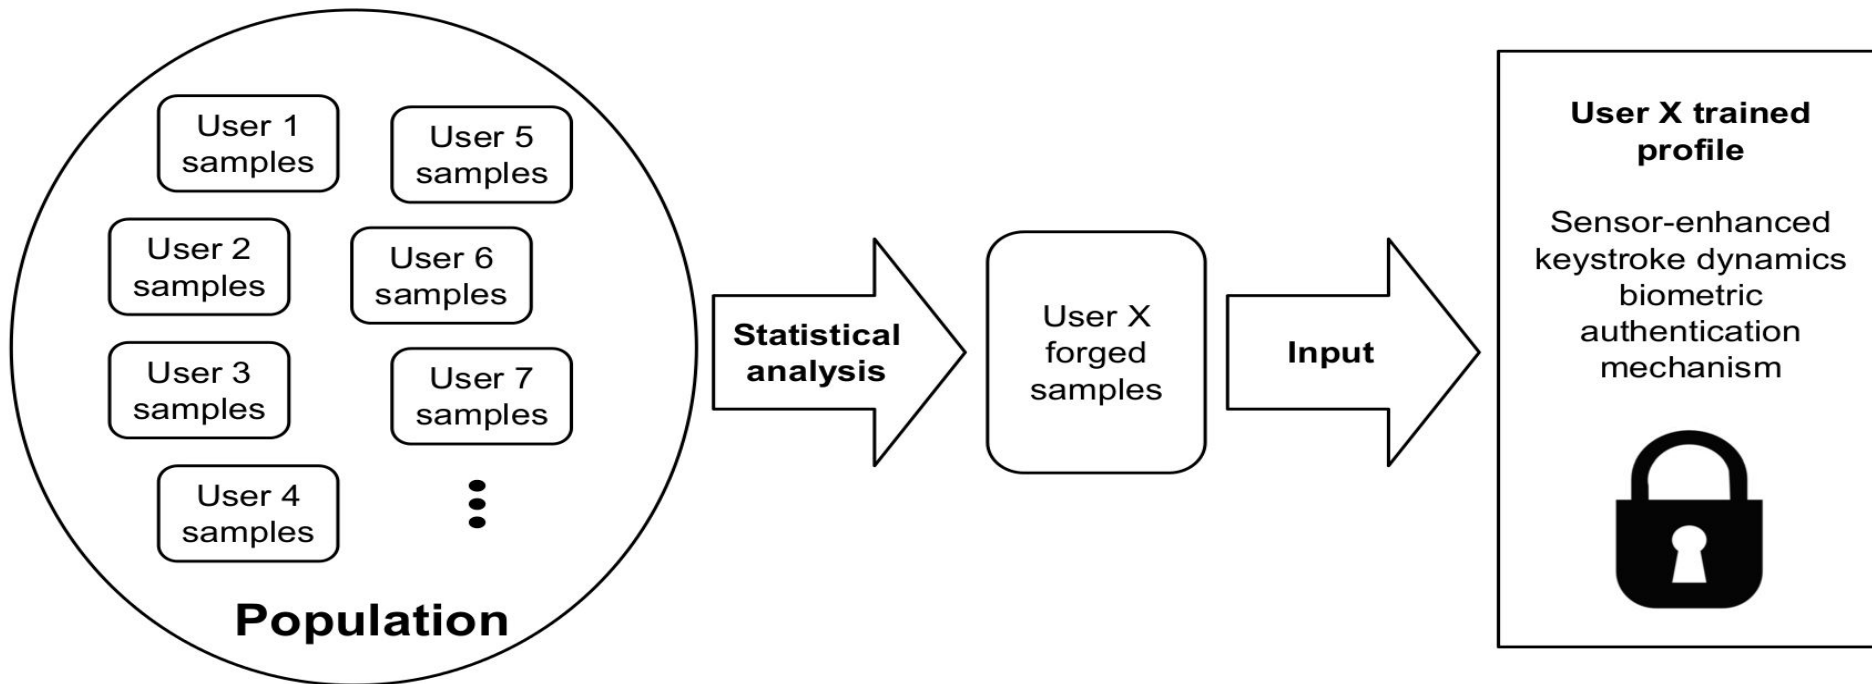 User 1
samples
User 5
samples
User 2
samples
User 6
samples
User 3
samples
User 7
samples
User 4
samples
Population
Statistical
analysis
User X
forged
samples
Input
User X trained
profile
Sensor-enhanced
keystroke dynamics
biometric
authentication
mechanism